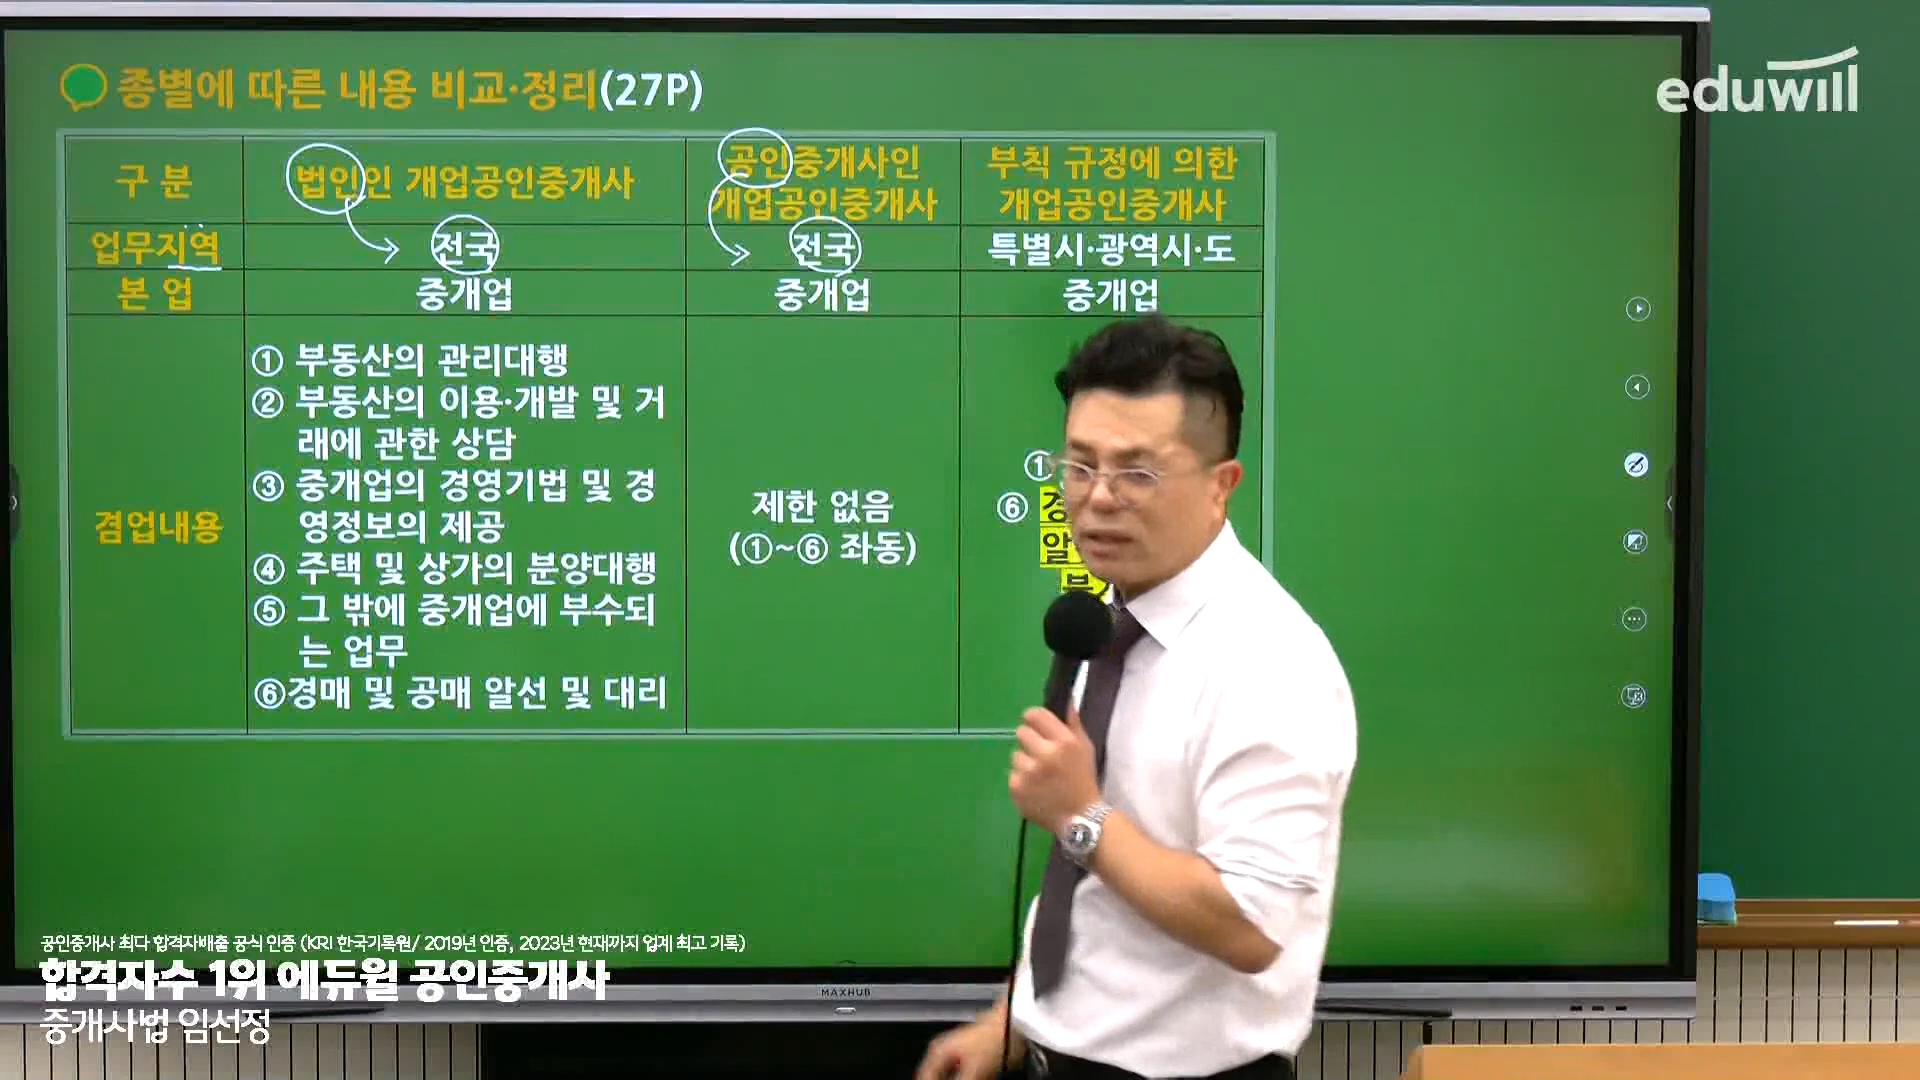 종별에 따른 내용 비교·정리(27P)
eduwill
구 분
법인인 개업공인중개사
공인중개사인
개업공인중개사
부칙 규정에 의한
개업공인중개사
업무지역
전국
전국
특별시·광역시·도
본 업
중개업
중개업
중개업
겸업내용
① 부동산의 관리대행
② 부동산의 이용·개발 및 거
래에 관한 상담
③ 중개업의 경영기법 및 경
영정보의 제공
④ 주택 및 상가의 분양대행
⑤ 그 밖에 중개업에 부수되
는 업무
⑥경매 및 공매 알선 및 대리
제한 없음
(①~⑥ 좌동)
①
⑥
공인중개사 최다 합격자배출 공식 인증 (KRI 한국기록원/ 2019년 인증, 2023년 현재까지 업계 최고 기록)
합격자수 1위 에듀윌 공인중개사
중개사법 임선정
MAXHUB